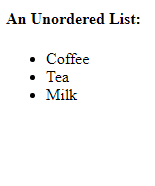 An Unordered List:
• Coffee
• Tea
• Milk